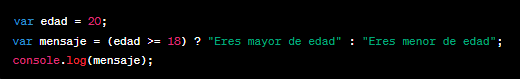 var edad = 20;
var mensaje = (edad >= 18) ? "Eres mayor de edad" : "Eres menor de edad";
console.log(mensaje);